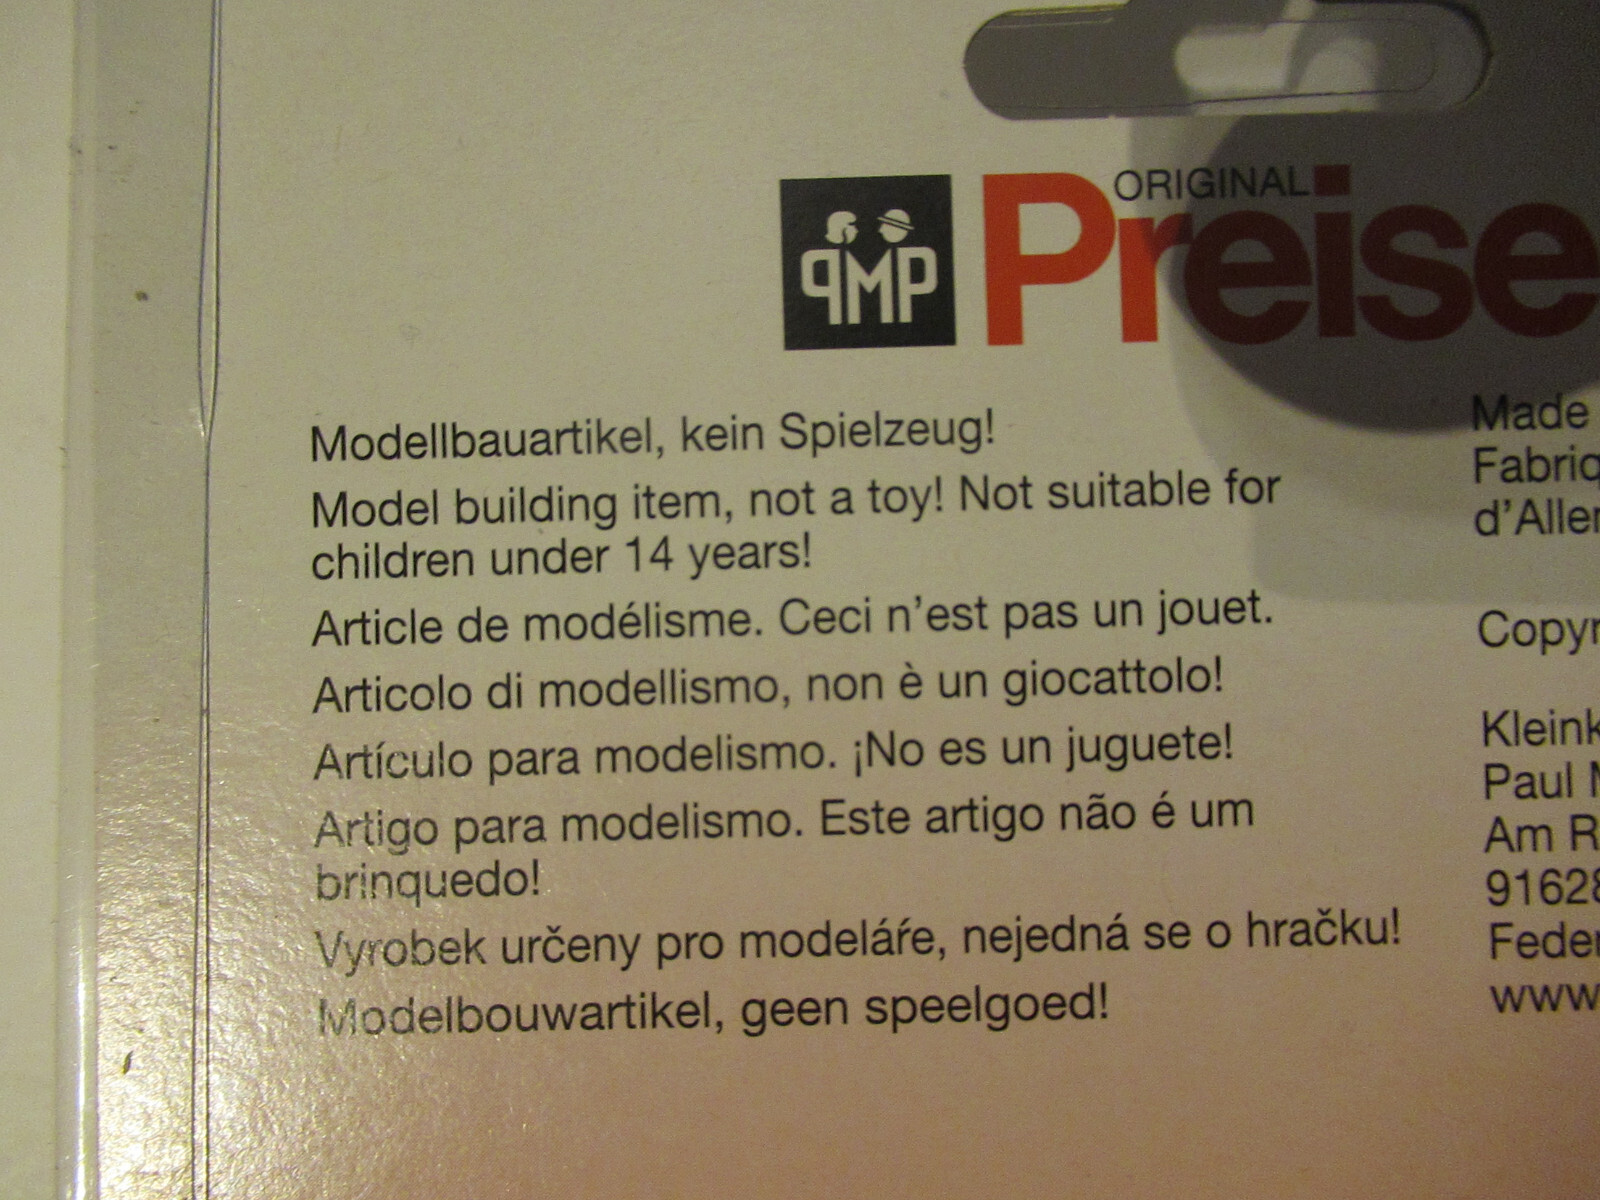 PMP
ORIGINAL
Preise
Modellbauartikel, kein Spielzeug!
Model building item, not a toy! Not suitable for
children under 14 years!
Article de modélisme. Ceci n'est pas un jouet.
Articolo di modellismo, non è un giocattolo!
Artículo para modelismo. ¡No es un juguete!
Artigo para modelismo. Este artigo não é um
brinquedo!
Vyrobek určeny pro modeláře, nejedná se o hračku!
Modelbouwartikel, geen speelgoed!
Made
Fabriq
d'Aller
Copyr
Kleink
Paul
Am R
91628
Feder
www.